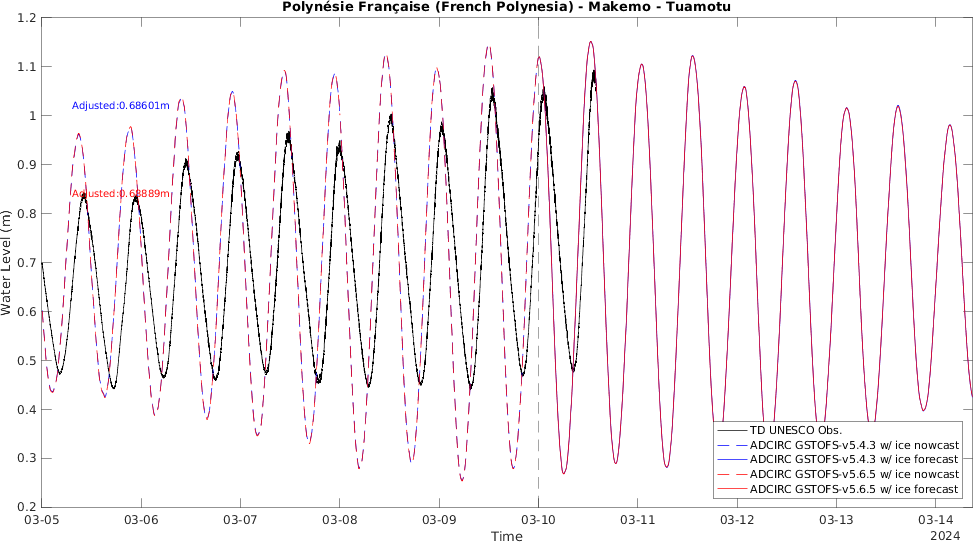 Polynésie Française (French Polynesia) - Makemo - Tuamotu
Water Level (m)
1.2
1.1
1
0.9
0.8
0.7
0.6
0.5
0.4
0.3
0.2
Adjusted:0.68601m
Adjusted:0.68889m
TD UNESCO Obs.
ADCIRC GSTOFS-v5.4.3 w/ ice nowcast
ADCIRC GSTOFS-v5.4.3 w/ ice forecast
ADCIRC GSTOFS-v5.6.5 w/ ice nowcast
ADCIRC GSTOFS-v5.6.5 w/ ice forecast
03-05 03-06 03-07 03-08 03-09 03-10 03-11 03-12 03-13 03-14
Time
2024